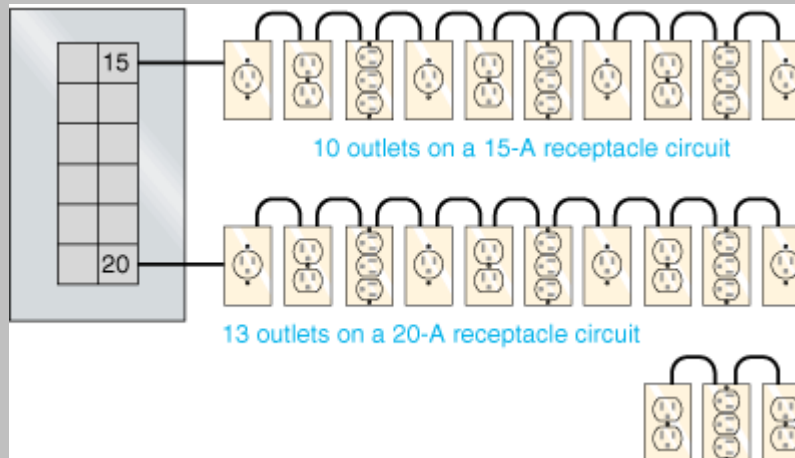 15
10 outlets on a 15-A receptacle circuit
20
13 outlets on a 20-A receptacle circuit